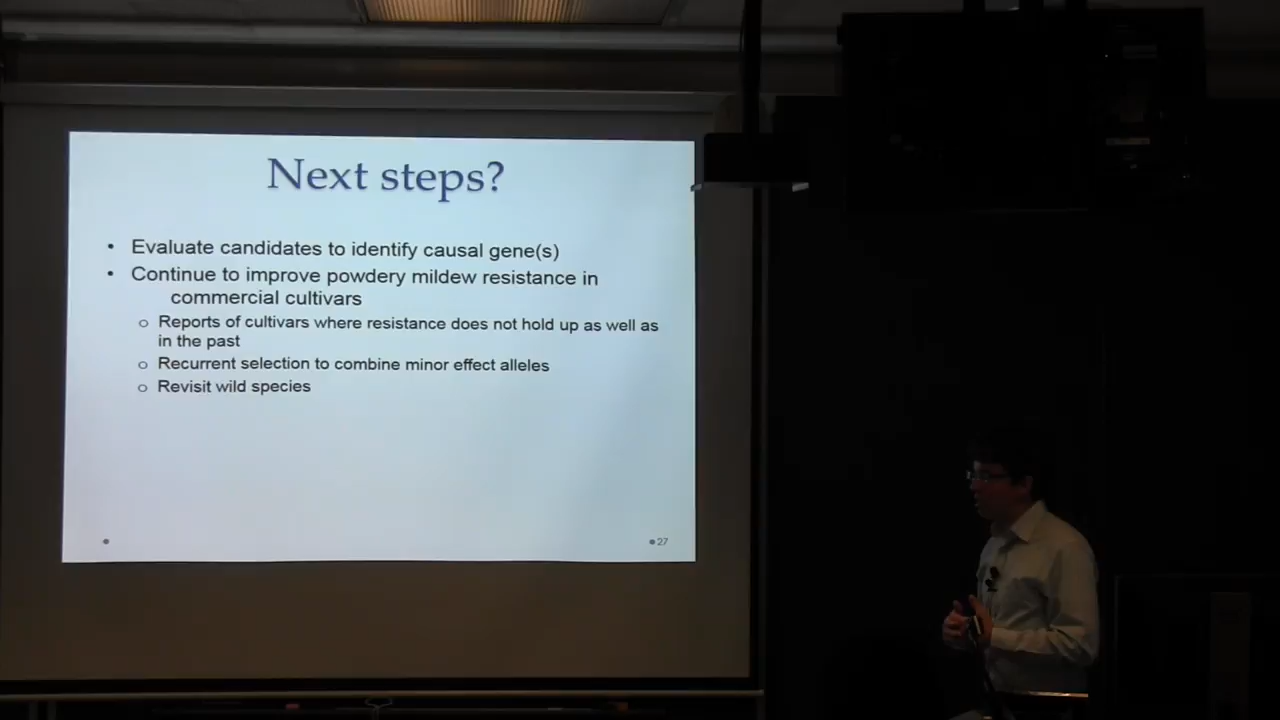 Next steps?
• Evaluate candidates to identify causal gene(s)
• Continue to improve powdery mildew resistance in
commercial cultivars
o Reports of cultivars where resistance does not hold up as well as
in the past
o Recurrent selection to combine minor effect alleles
o Revisit wild species
27